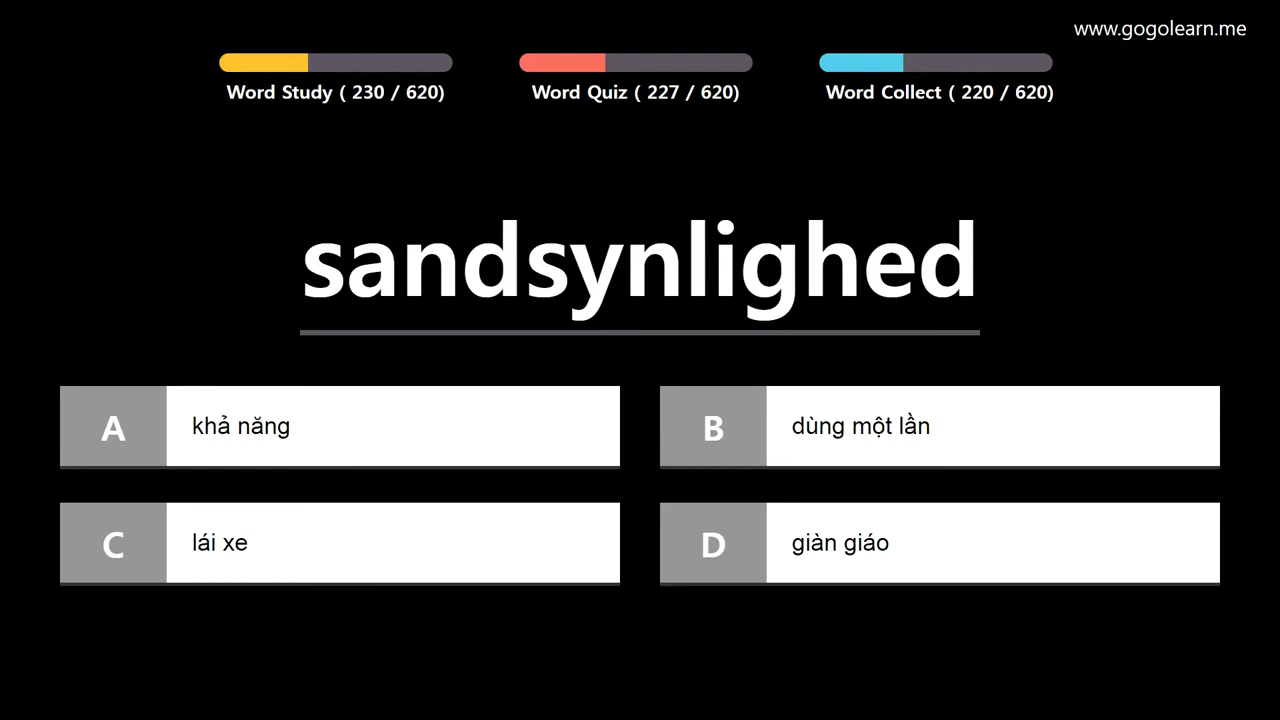 www.gogolearn.me
Word Study ( 230 / 620)
Word Quiz ( 227 / 620)
Word Collect ( 220 / 620)
sandsynlighed
A khả năng
B dùng một lần
C lái xe
D giàn giáo